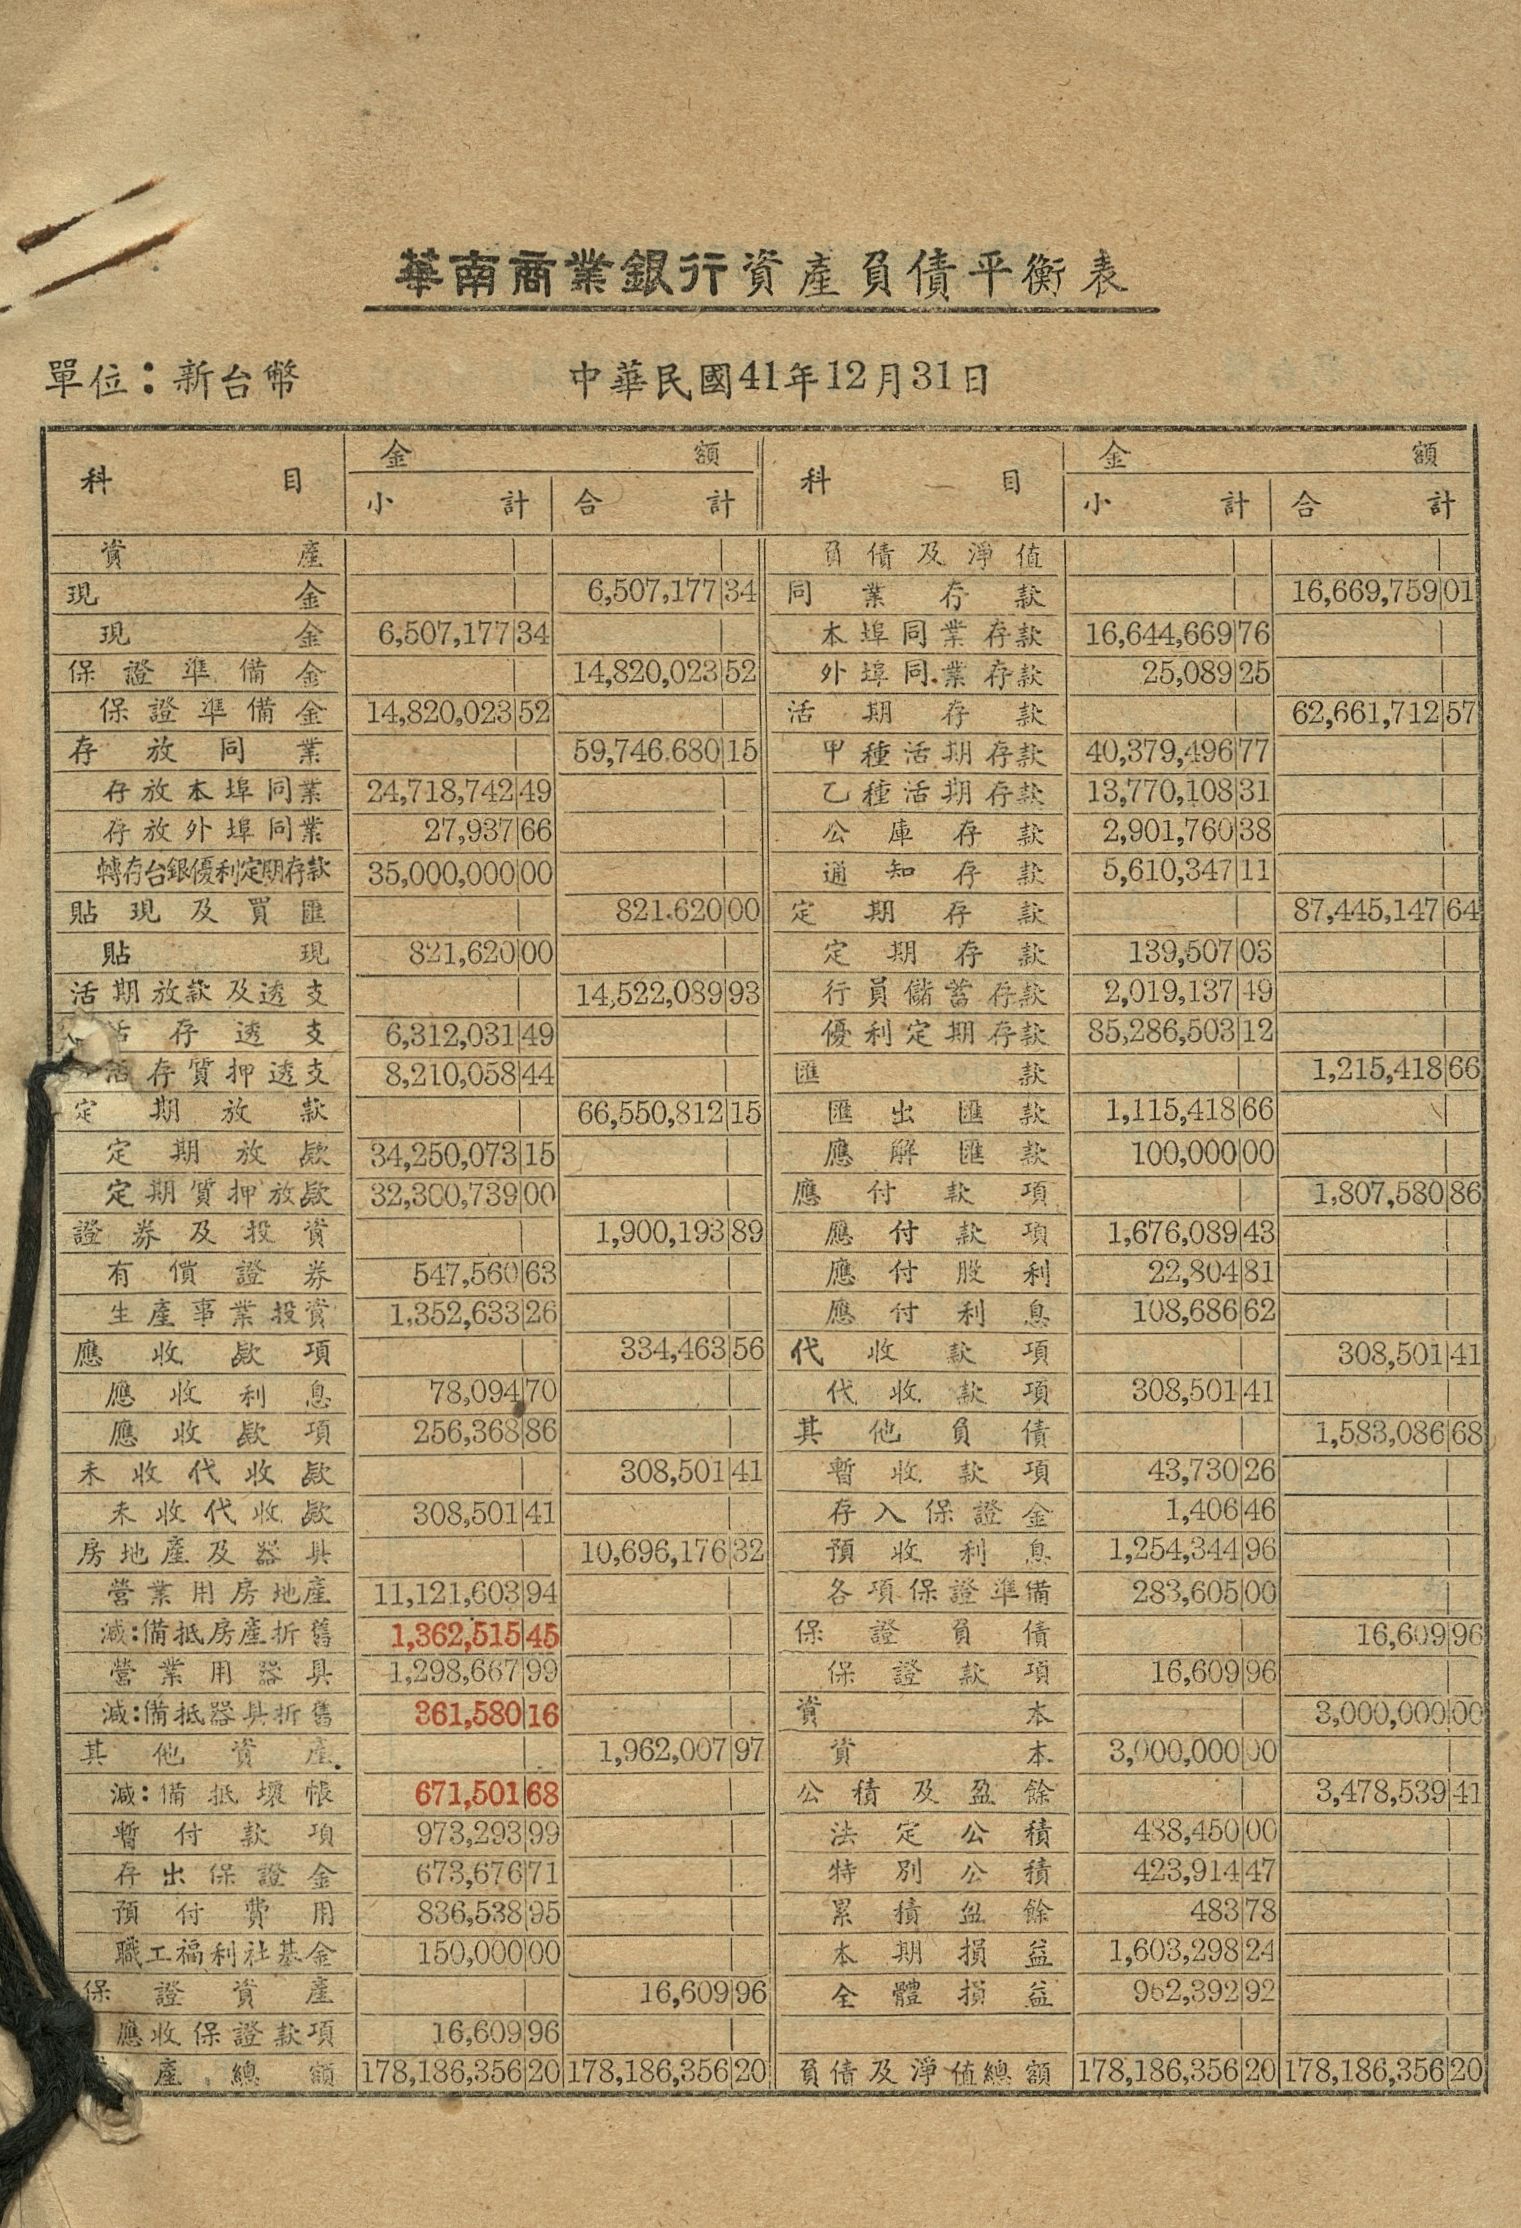 華南商業銀行資產負債平衡表
單位：新台幣 中華民國41年12月31日
科目 金額 科目 金額
小計 合計 小計 合計
資產 負債及淨值
現金 6,507,177 34 同業存款 16,669,759 01
現金 6,507,177 34 本埠同業存款 16,644,669 76
保證準備金 14,820,023 52 外埠同業存款 25,089 25
保證準備金 14,820,023 52 活期存款 62,661,712 57
存放同業 59,746.680 15 甲種活期存款 40,379,496 77
存放本埠同業 24,718,742 49 乙種活期存款 13,770,108 31
存放外埠同業 27,937 66 公庫存款 2,901,760 38
轉存台銀優利定期存款 35,000,000 00 通知存款 5,610,347 11
貼現及買匯 821.620 00 定期存款 87,445,147 64
貼現 821,620 00 定期存款 139,507 03
活期放款及透支 14,522,089 93 行員儲蓄存款 2,019,137 49
活存透支 6,312,031 49 優利定期存款 85,286,503 12
活存質押透支 8,210,058 44 匯款 1,215,418 66
定期放款 66,550,812 15 匯出匯款 1,115,418 66
定期放款 34,250,073 15 應解匯款 100,000 00
定期質押放款 32,300,739 00 應付款項 1,807,580 86
證券及投資 1,900,193 89 應付款項 1,676,089 43
有償證券 547,560 63 應付股利 22,804 81
生產事業投資 1,352,633 26 應付利息 108,686 62
應收款項 334,463 56 代收款項 308,501 41
應收利息 78,094 70 代收款項 308,501 41
應收款項 256,368 86 其他負債 1,583,086 68
未收代收款 308,501 41 暫收款項 43,730 26
未收代收款 308,501 41 存入保證金 1,406 46
房地產及器具 10,696,176 32 預收利息 1,254,344 96
營業用房地產 11,121,603 94 各項保證準備 283,605 00
減：備抵房產折舊 1,362,515 45 保證負債 16,609 96
營業用器具 1,298,667 99 保證款項 16,609 96
減：備抵器具折舊 361,580 16 資本 3,000,000 00
其他資產 1,962,007 97 資本 3,000,000 00
減：備抵壞帳 671,501 68 公積及盈餘 3,478,539 41
暫付款項 973,293 99 法定公積 488,450 00
存出保證金 673,676 71 特別公積 423,914 47
預付費用 836,538 95 累積盈餘 483 78
職工福利社基金 150,000 00 本期損益 1,603,298 24
保證資產 16,609 96 全體損益 962,392 92
應收保證款項 16,609 96
產總額 178,186,356 20 178,186,356 20 負債及淨值總額 178,186,356 20 178,186,356 20